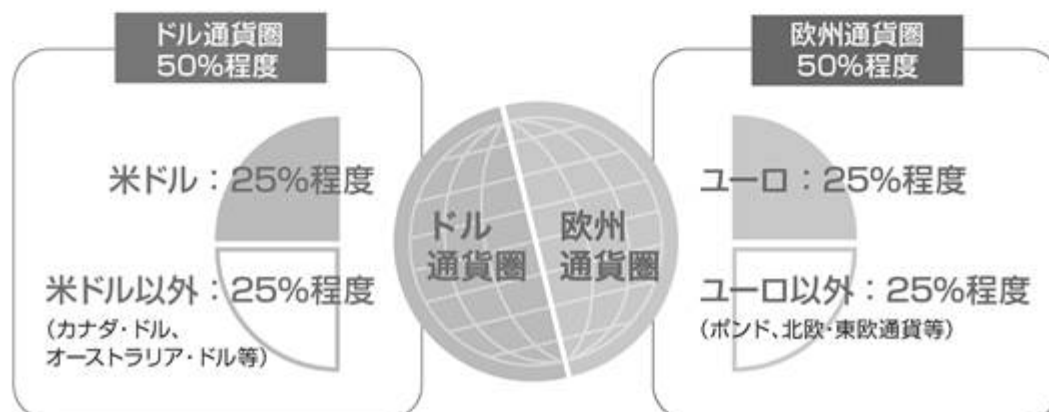 ドル通貨圏
50%程度
米ドル：25%程度
米ドル以外：25%程度
(カナダ・ドル、
オーストラリア・ドル等)
ドル
通貨圏
欧州
通貨圏
欧州通貨圏
50%程度
ユーロ：25%程度
ユーロ以外：25%程度
(ポンド、北欧・東欧通貨等)